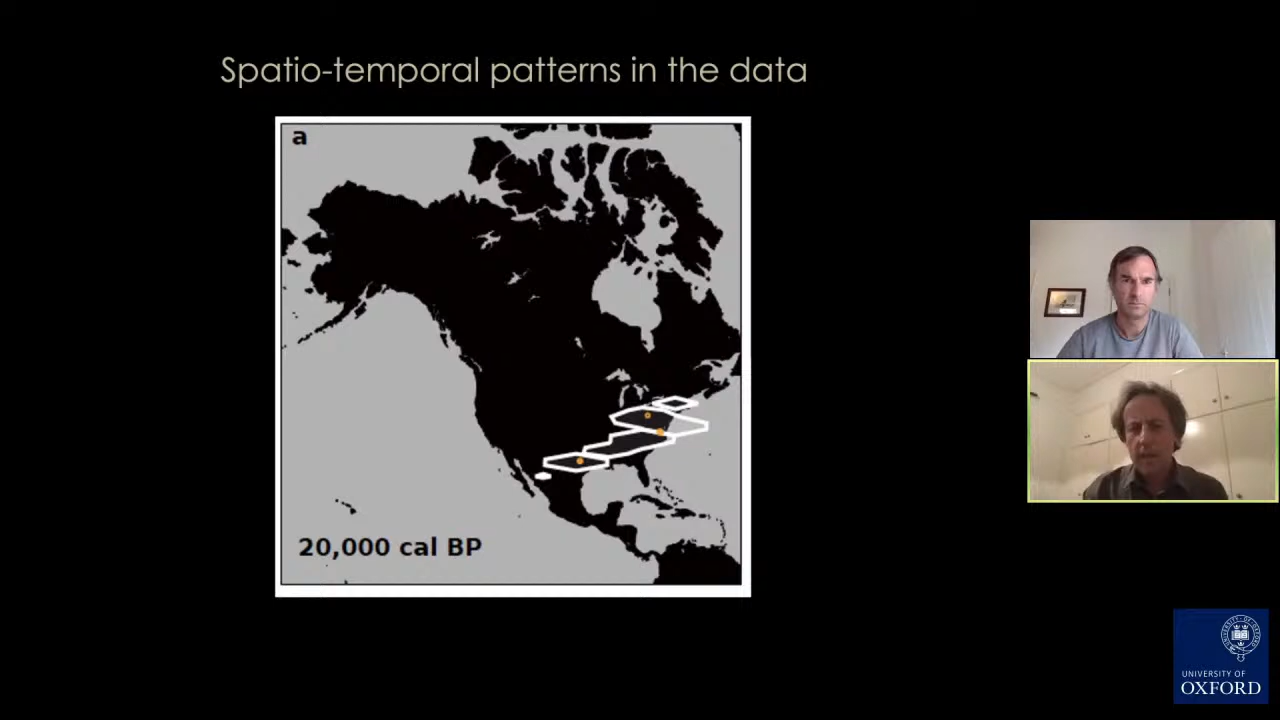 Spatio-temporal patterns in the data
a
20,000 cal BP
UNIVERSITY OF
OXFORD